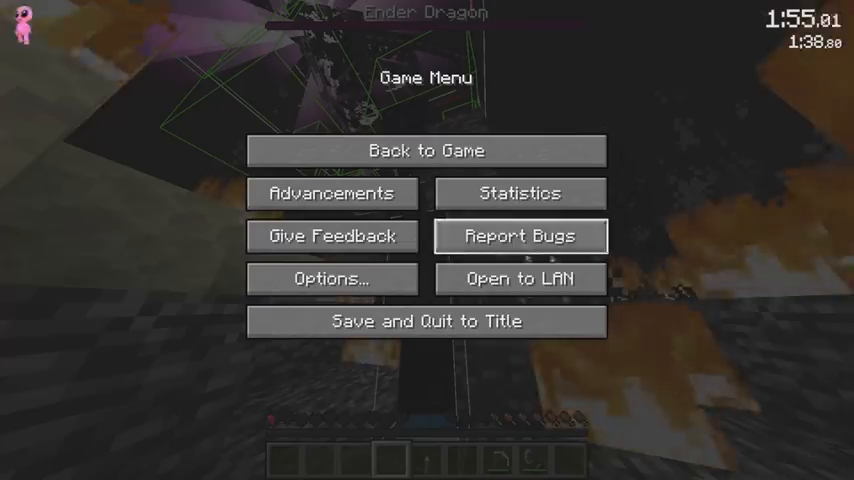 Ender Dragon
1:55.01
1:38.80
Game Menu
Back to Game
Advancements
Statistics
Give Feedback
Report Bugs
Options...
Open to LAN
Save and Quit to Title